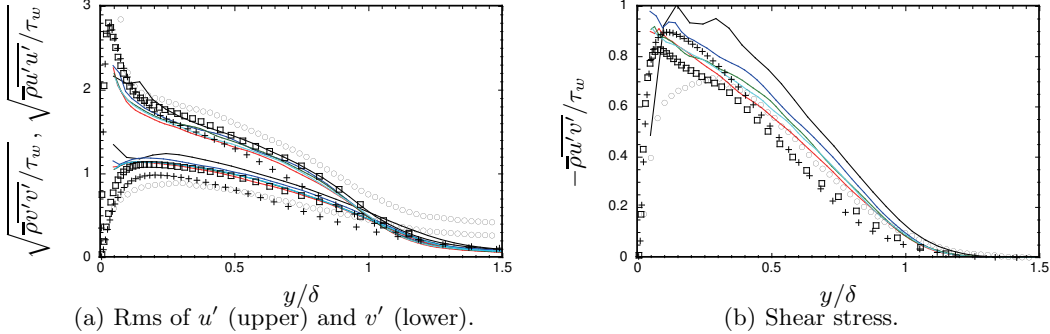 √ρ̅v′v′/τ_w, √ρ̅u′u′/τ_w
3
2
1
0
0 0.5 1 1.5
y/δ
(a) Rms of u′ (upper) and v′ (lower).
−ρ̅u′v′/τ_w
1
0.8
0.6
0.4
0.2
0
0 0.5 1 1.5
y/δ
(b) Shear stress.